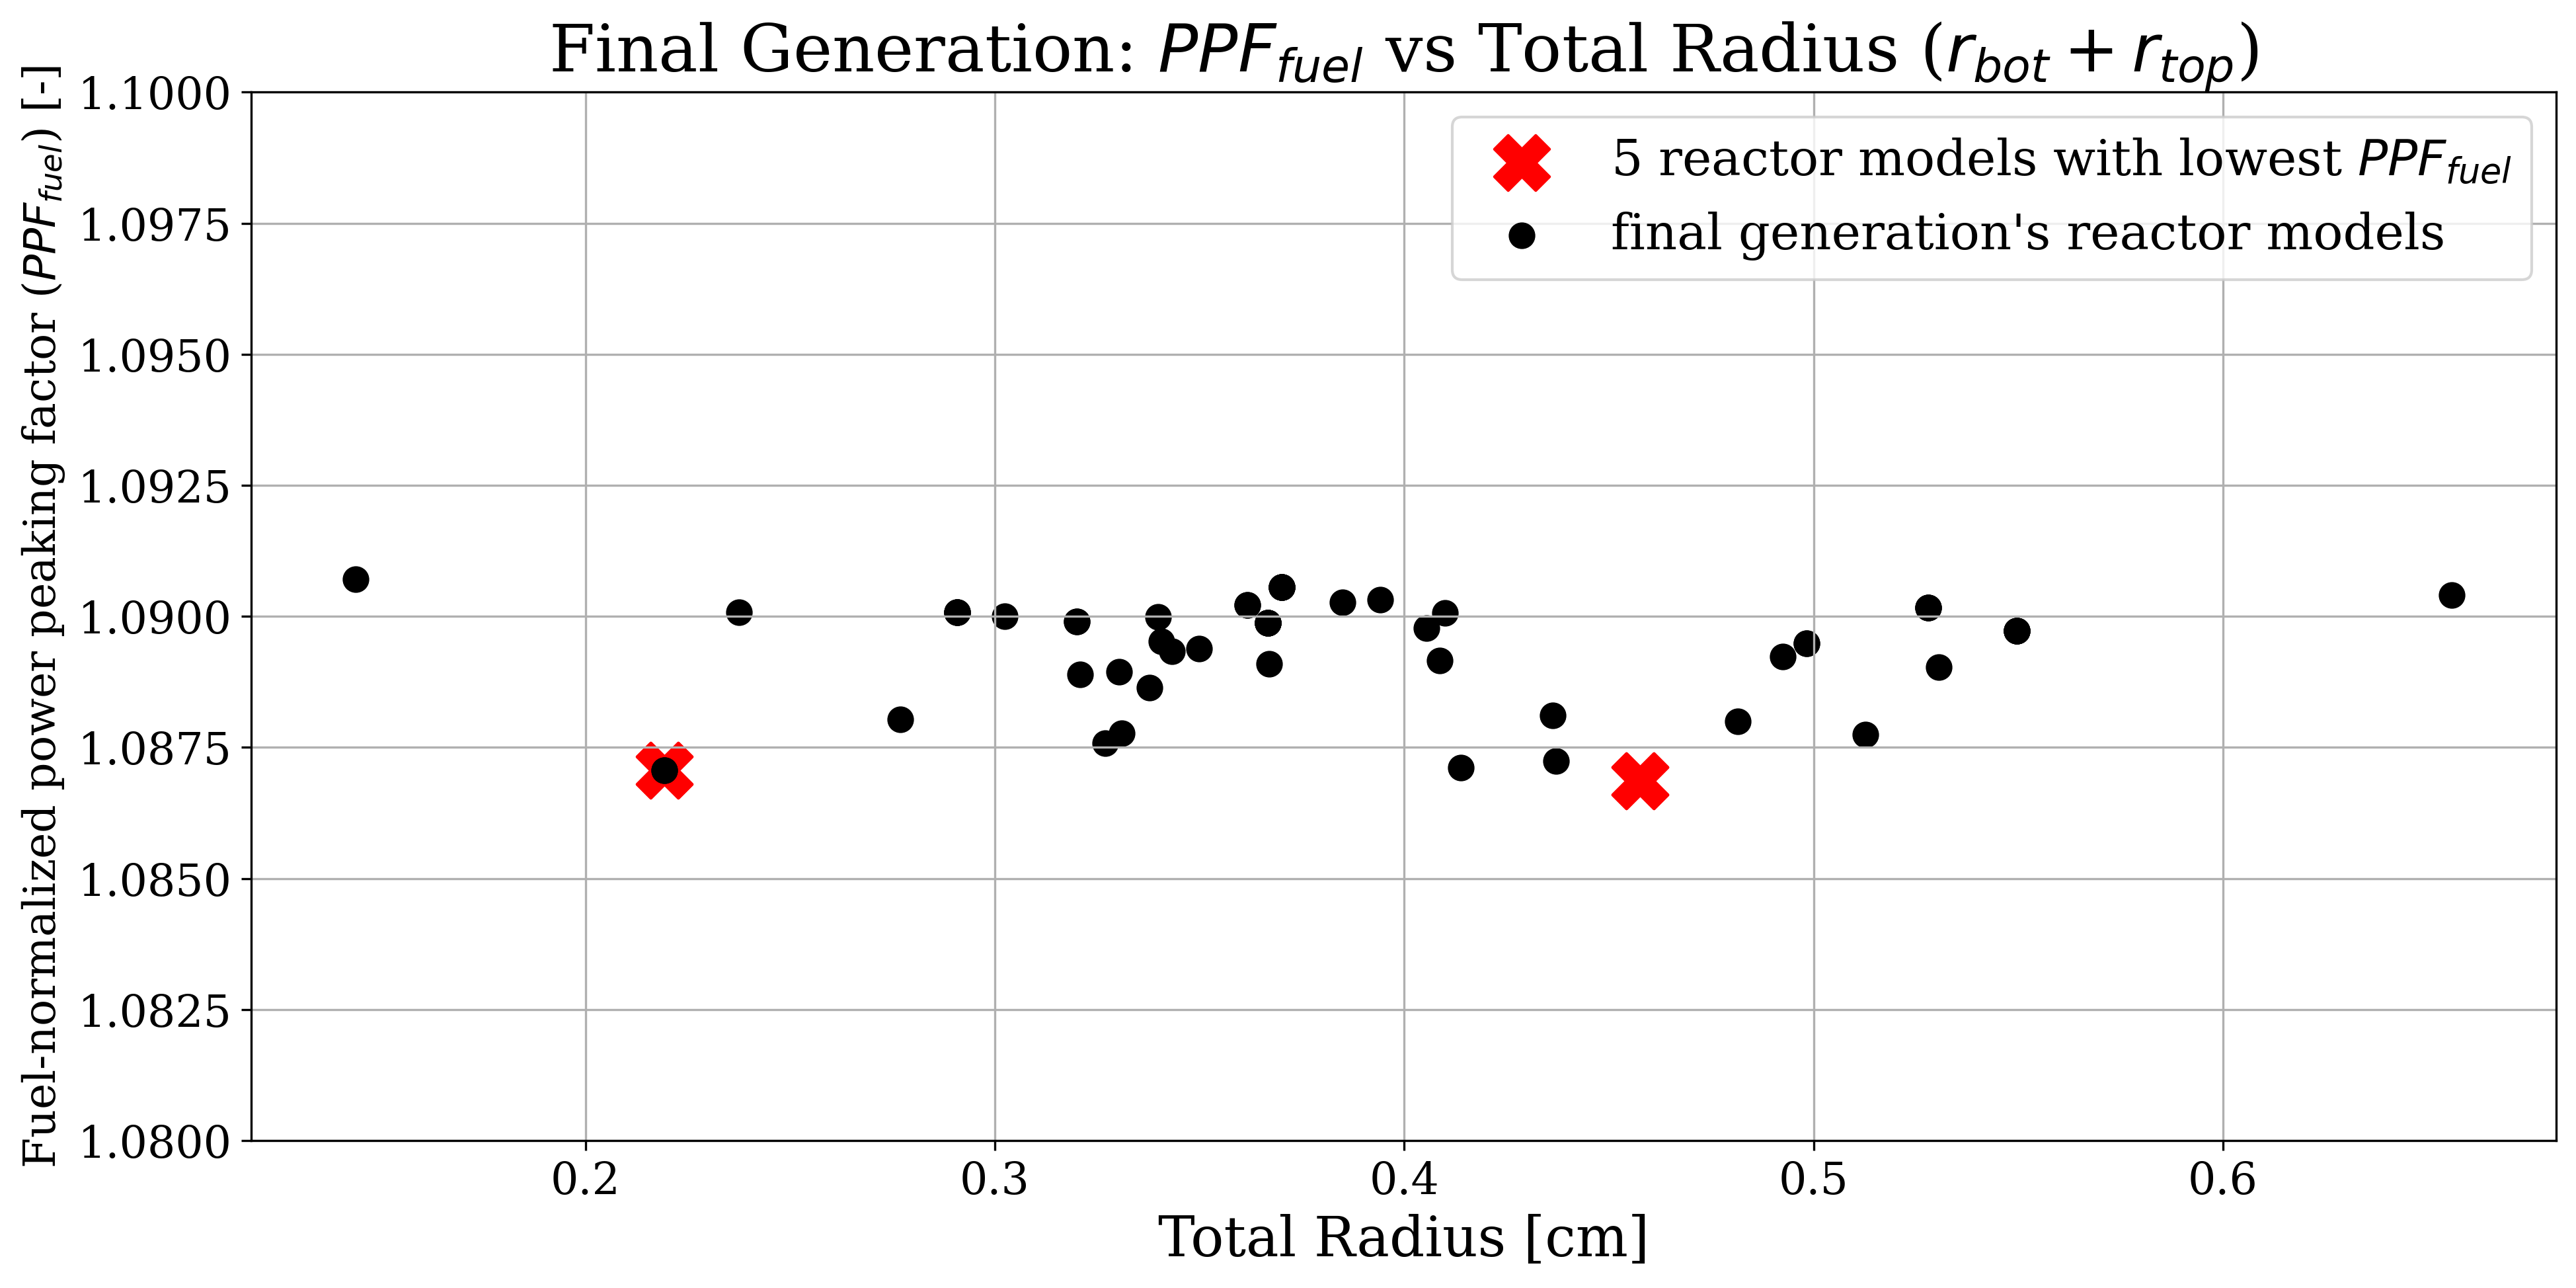 Final Generation: PPF_fuel vs Total Radius (r_bot + r_top)
Fuel-normalized power peaking factor (PPF_fuel) [-]
1.1000
1.0975
1.0950
1.0925
1.0900
1.0875
1.0850
1.0825
1.0800
5 reactor models with lowest PPF_fuel
final generation's reactor models
0.2 0.3 0.4 0.5 0.6
Total Radius [cm]